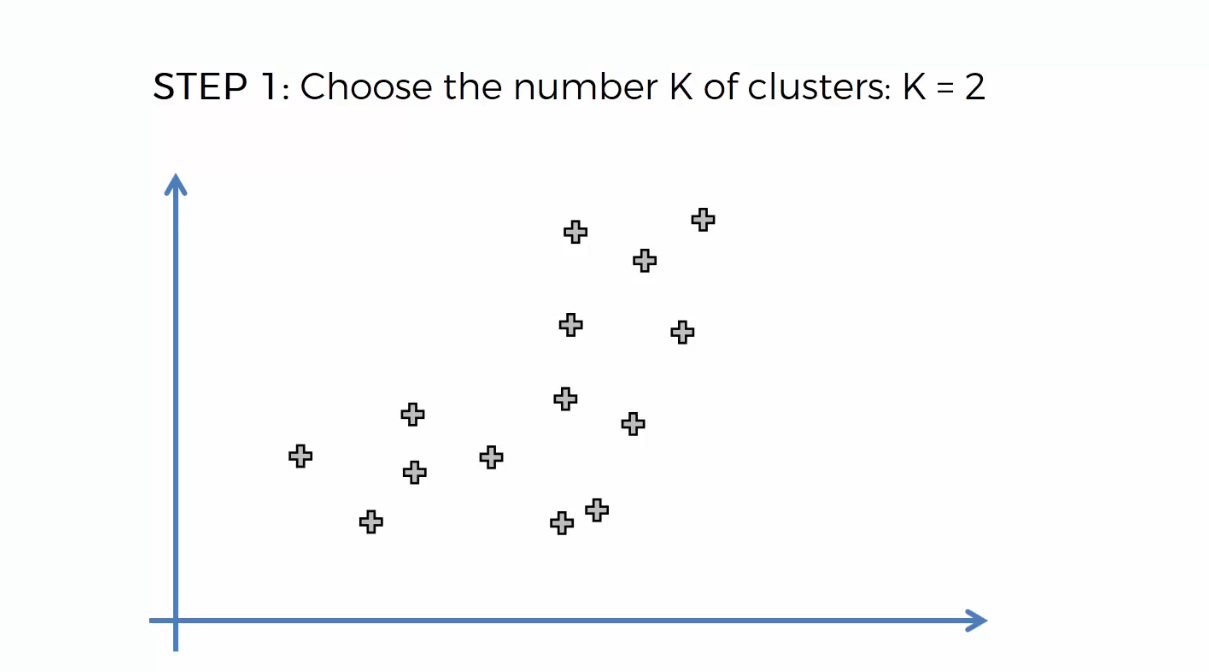 STEP 1: Choose the number K of clusters: K = 2